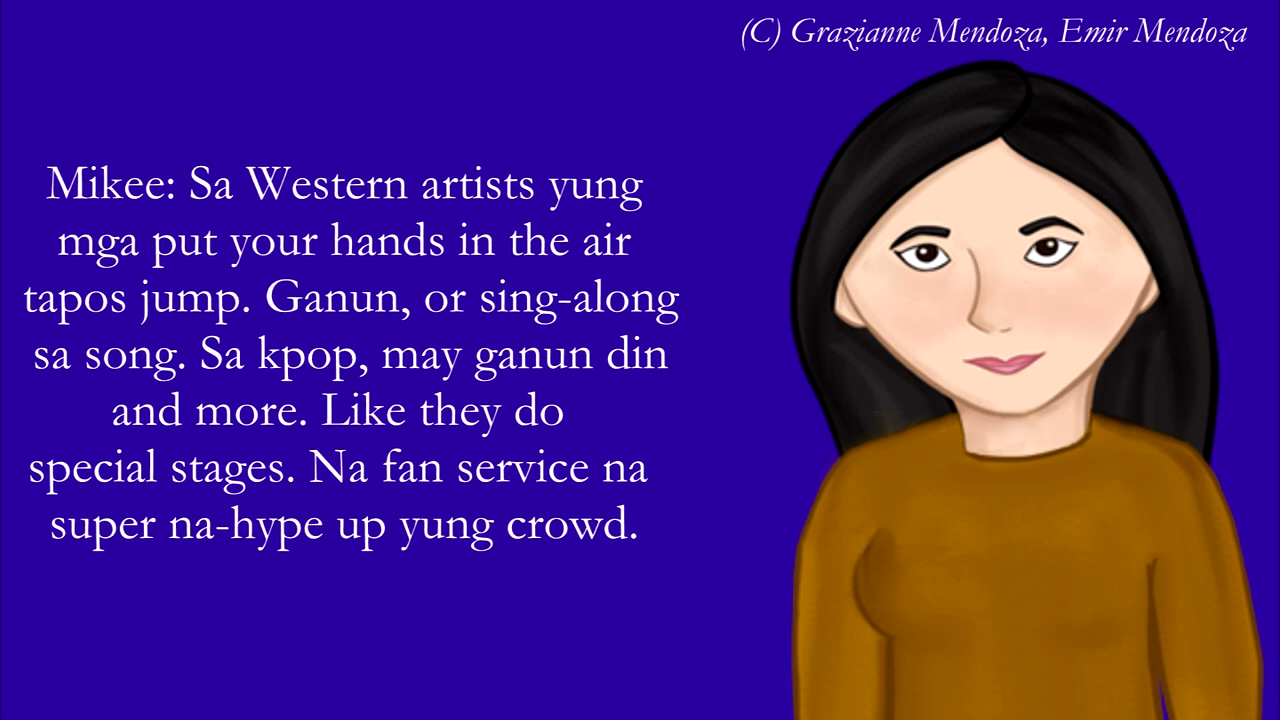 (C) Grazianne Mendoza, Emir Mendoza
Mikee: Sa Western artists yung
mga put your hands in the air
tapos jump. Ganun, or sing-along
sa song. Sa kpop, may ganun din
and more. Like they do
special stages. Na fan service na
super na-hype up yung crowd.